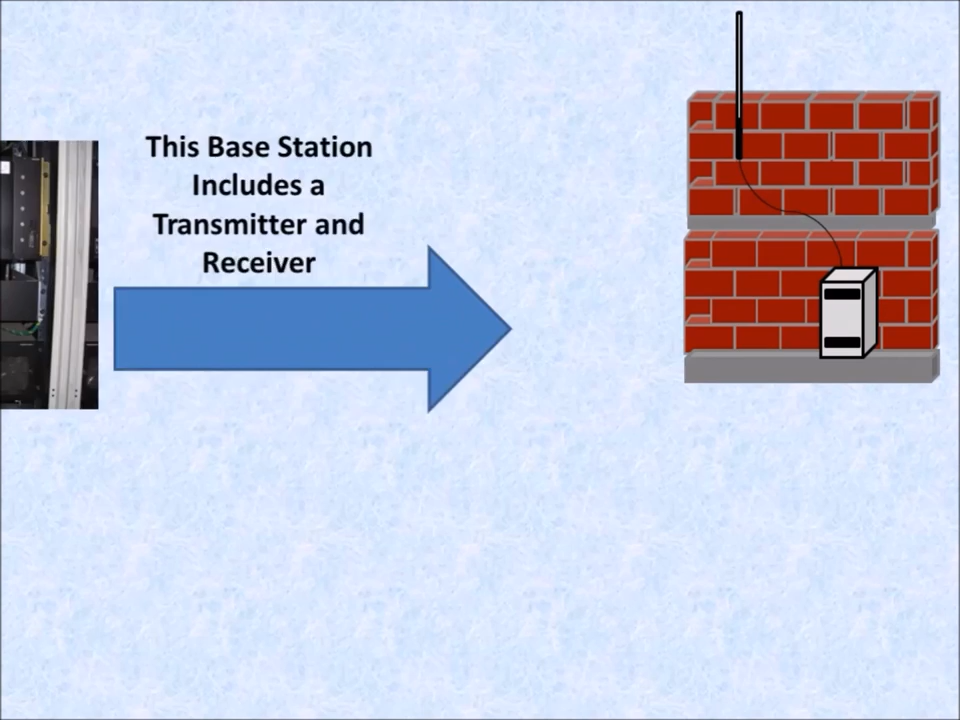 This Base Station
Includes a
Transmitter and
Receiver